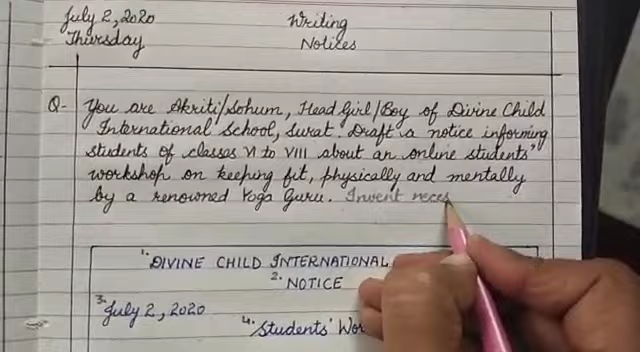 July 2, 2020
Thursday
Writing
Notices
Q- You are Akriti/Sohum, Head Girl/Boy of Divine Child
International School, Surat. Draft a notice informing
students of classes VI to VIII about an online students'
workshop on keeping fit, physically and mentally
by a renowned Yoga Guru. Invent neces
1. DIVINE CHILD INTERNATIONAL
2. NOTICE
3. July 2, 2020
4. Students' Wor